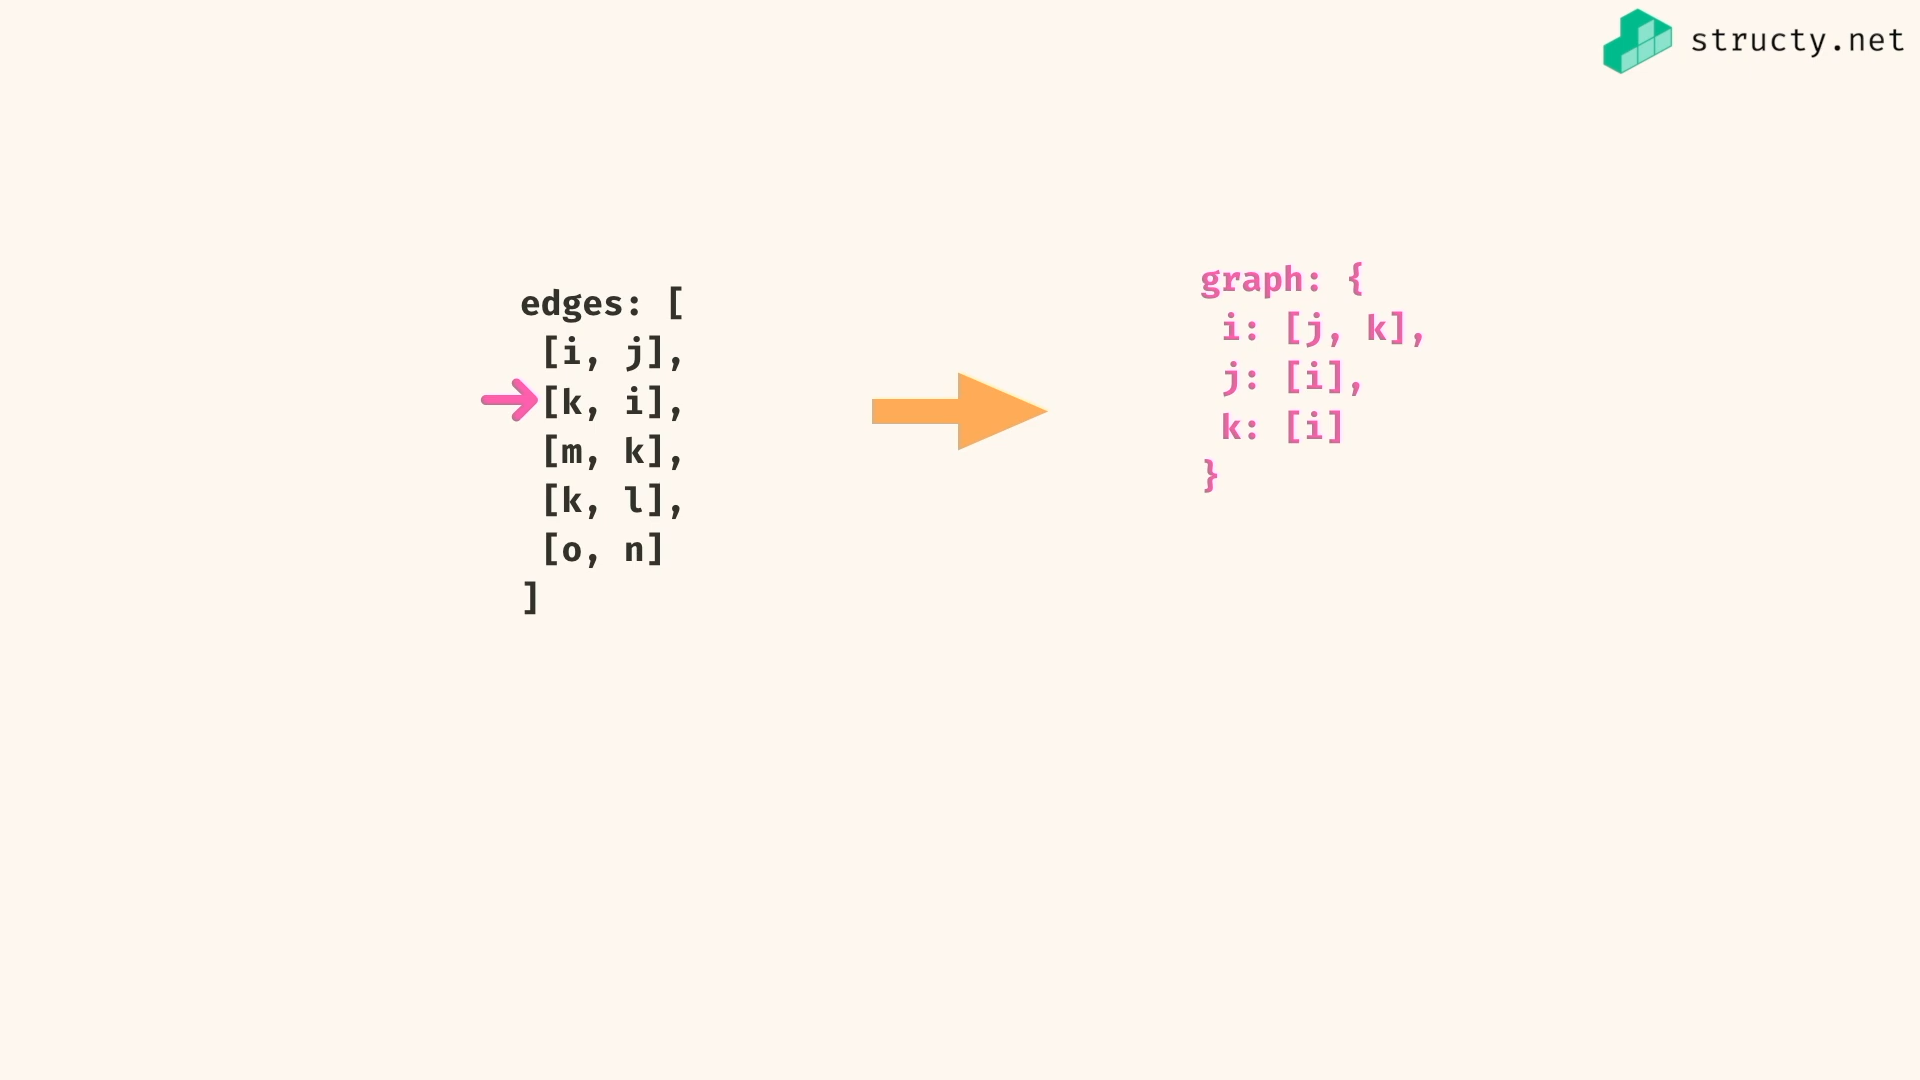 structy.net
edges: [
[i, j],
[k, i],
[m, k],
[k, l],
[o, n]
]
graph: {
i: [j, k],
j: [i],
k: [i]
}